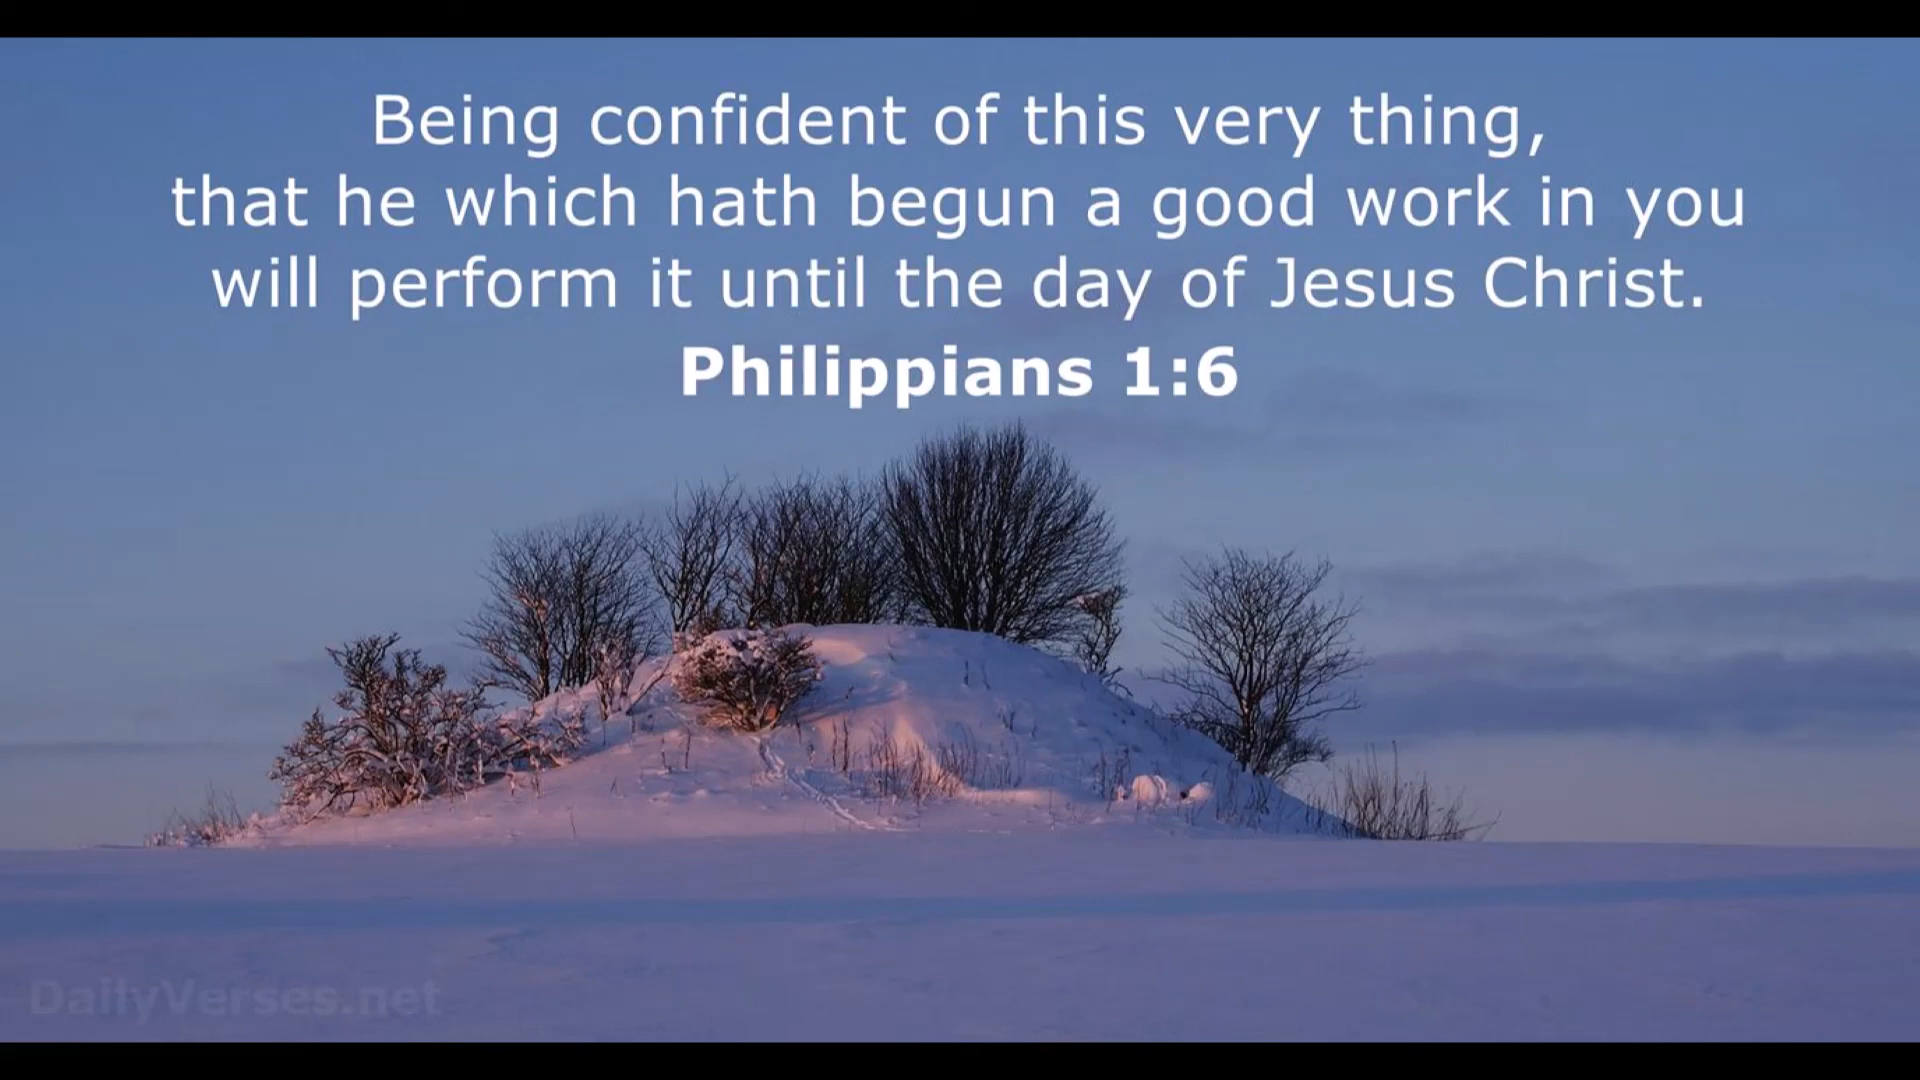 Being confident of this very thing,
that he which hath begun a good work in you
will perform it until the day of Jesus Christ.
Philippians 1:6
DailyVerses.net